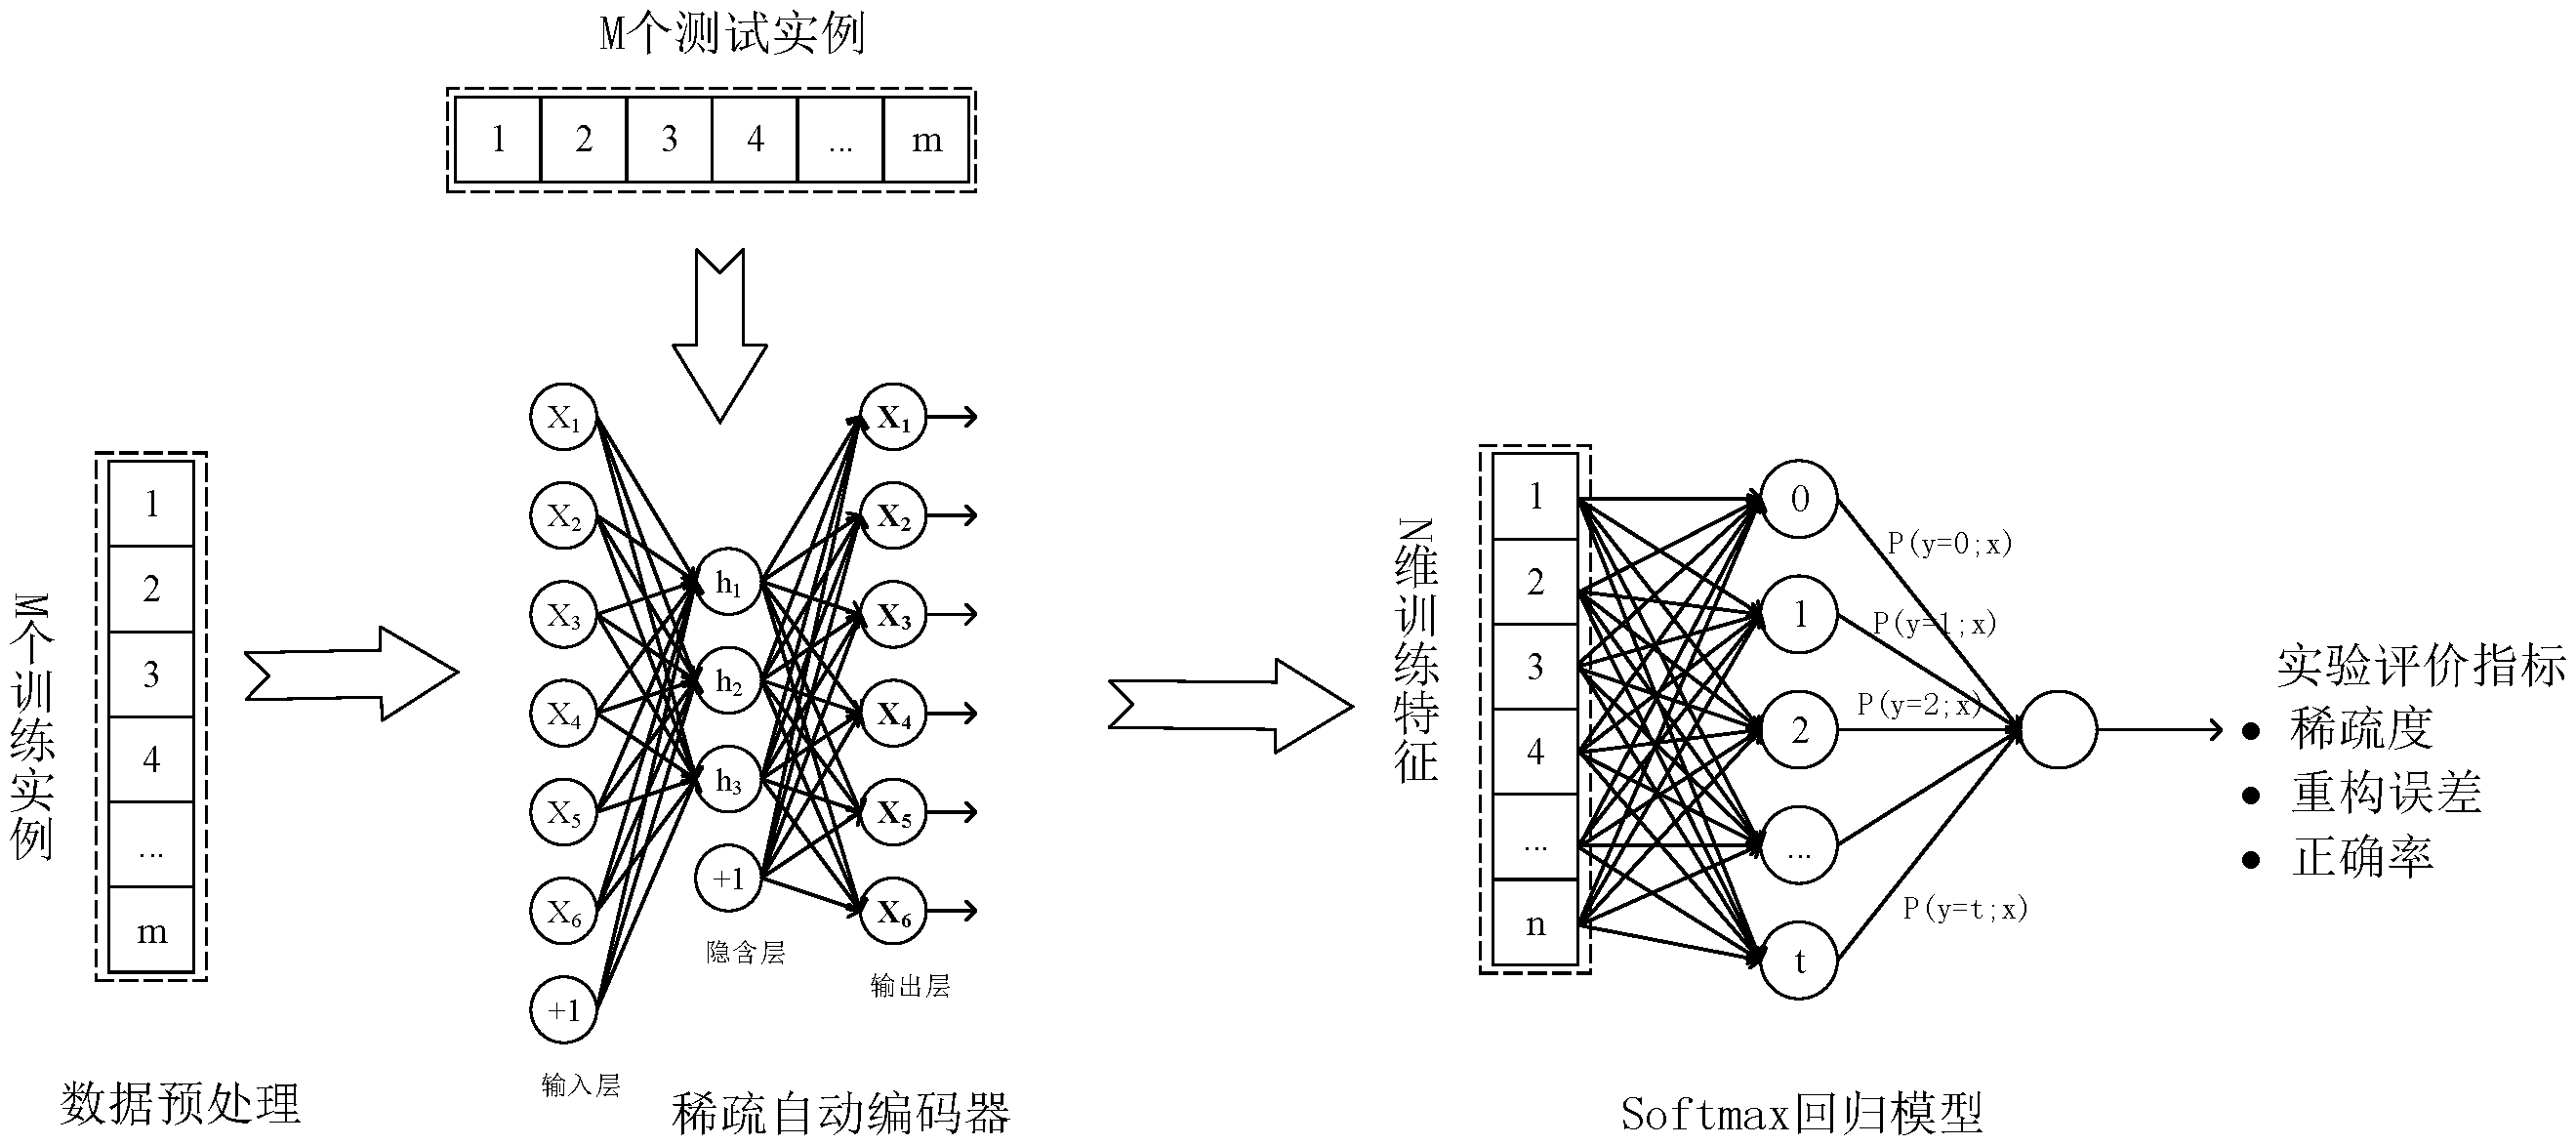 M个测试实例
1 2 3 4 ... m
M个训练实例
1
2
3
4
...
m
数据预处理
X1
X2
X3
X4
X5
X6
+1
输入层
h1
h2
h3
+1
隐含层
X1
X2
X3
X4
X5
X6
输出层
稀疏自动编码器
N维训练特征
1
2
3
4
...
n
0
1
2
...
t
P(y=0;x)
P(y=1;x)
P(y=2;x)
P(y=t;x)
Softmax回归模型
实验评价指标
● 稀疏度
● 重构误差
● 正确率